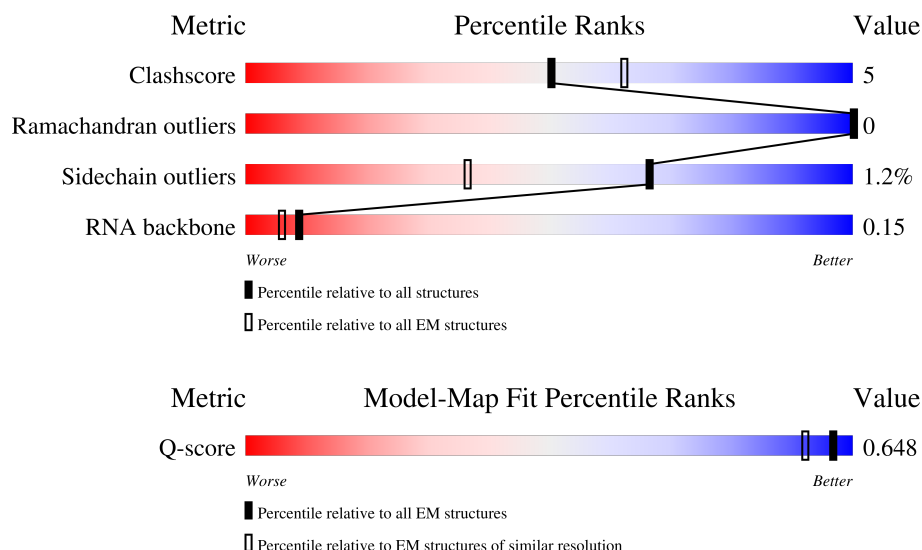 Metric Percentile Ranks Value
Clashscore 5
Ramachandran outliers 0
Sidechain outliers 1.2%
RNA backbone 0.15
Worse Better
Percentile relative to all structures
Percentile relative to all EM structures
Metric Model-Map Fit Percentile Ranks Value
Q-score 0.648
Worse Better
Percentile relative to all EM structures
Percentile relative to EM structures of similar resolution